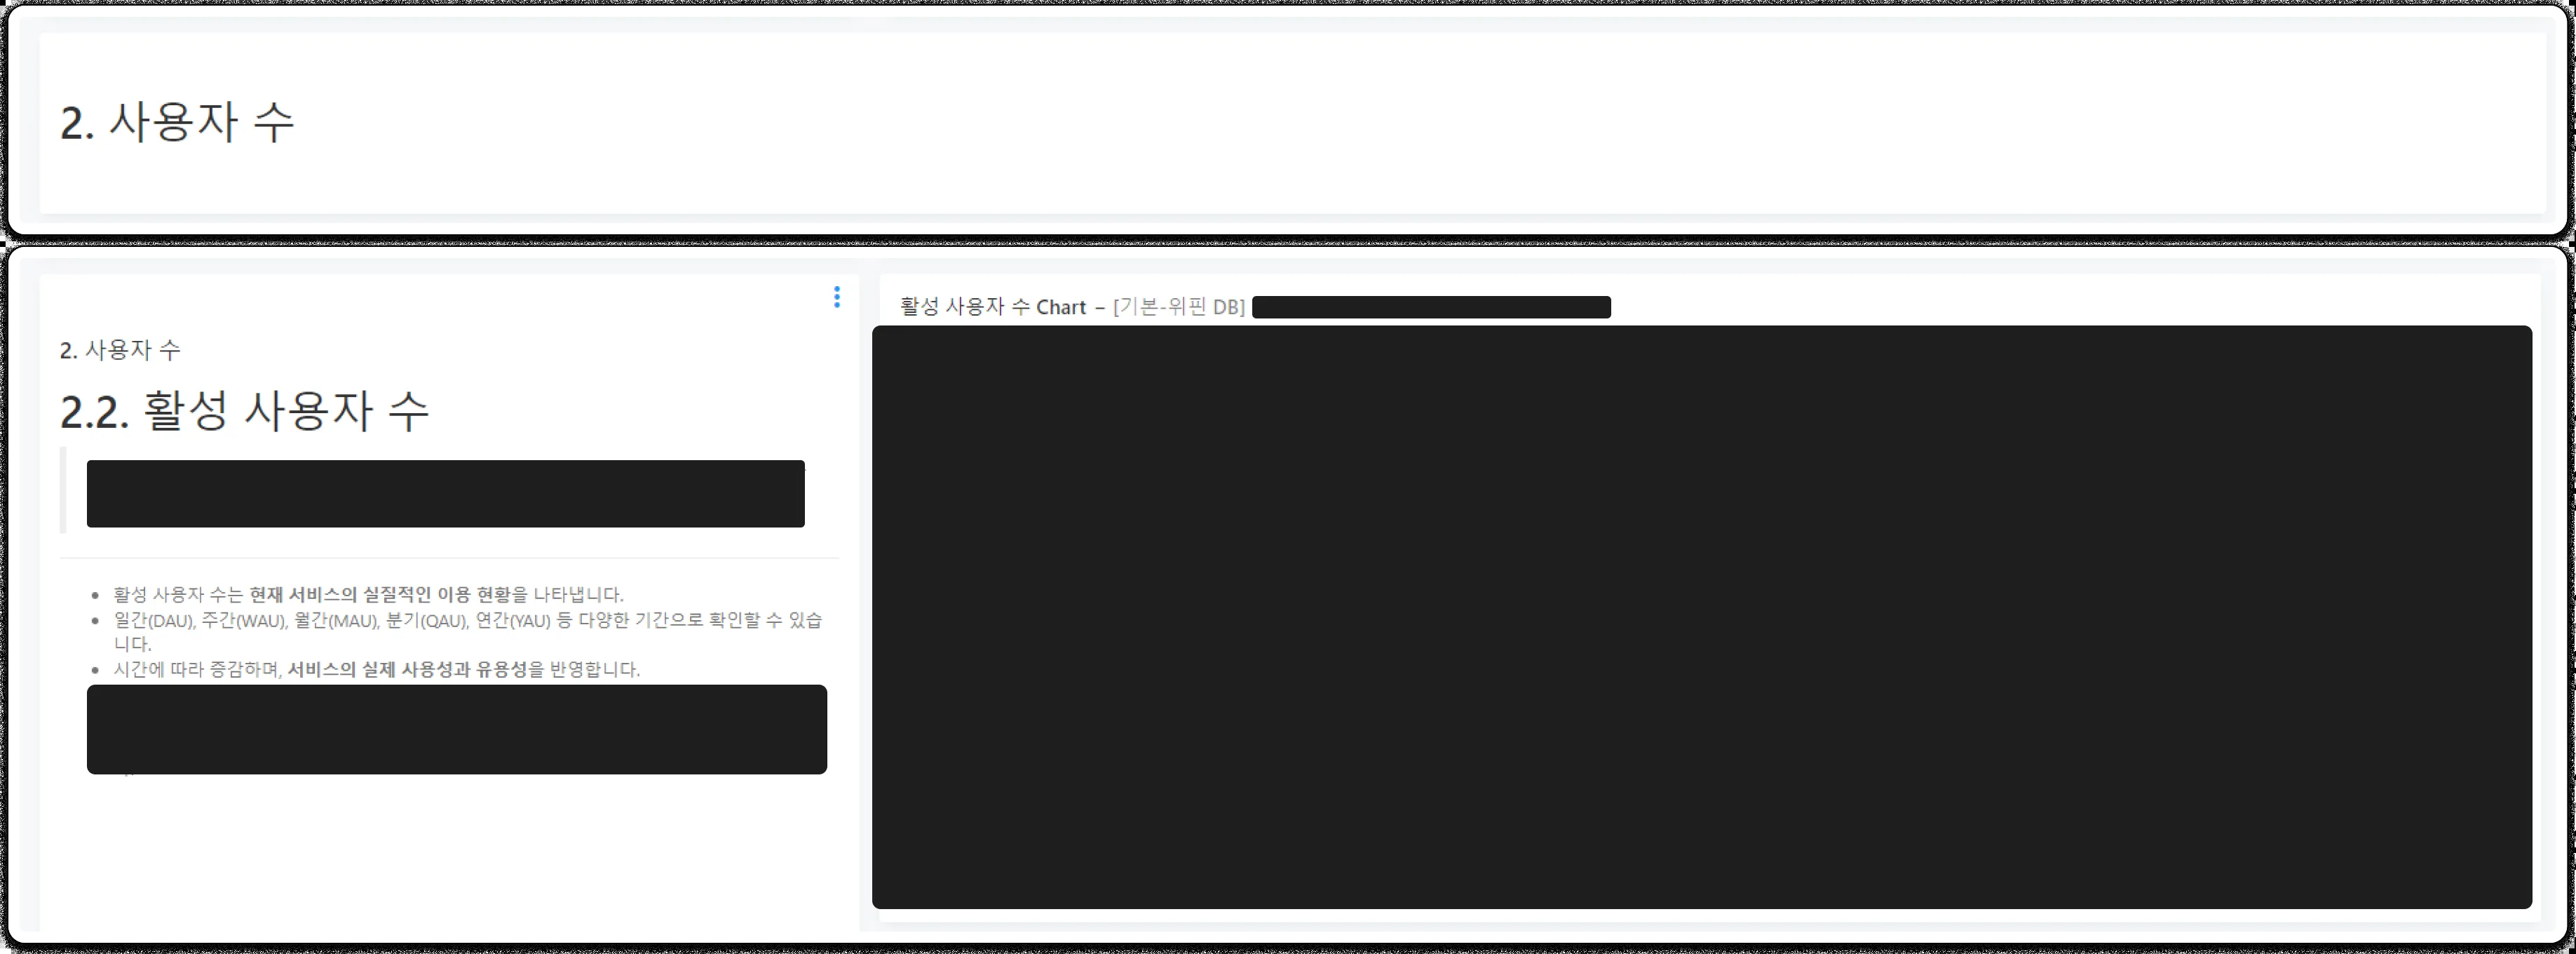 2. 사용자 수
2. 사용자 수
2.2. 활성 사용자 수
활성 사용자 수는 현재 서비스의 실질적인 이용 현황을 나타냅니다.
일간(DAU), 주간(WAU), 월간(MAU), 분기(QAU), 연간(YAU) 등 다양한 기간으로 확인할 수 있습
니다.
시간에 따라 증감하며, 서비스의 실제 사용성과 유용성을 반영합니다.
활성 사용자 수 Chart – [기본-위핀 DB]